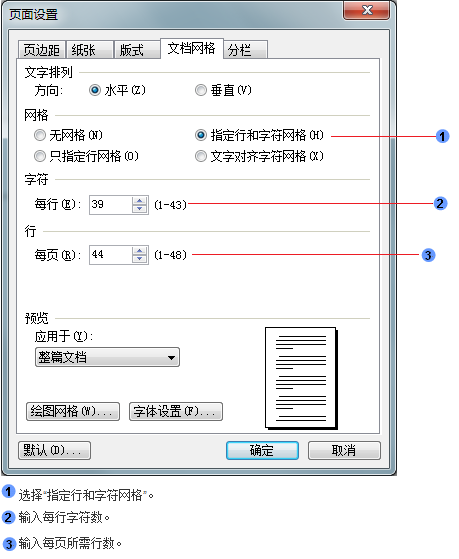 页面设置
页边距 纸张 版式 文档网格 分栏
文字排列
方向: 水平(Z) 垂直(V)
网格
无网格(N) 指定行和字符网格(H)
1
只指定行网格(O) 文字对齐字符网格(X)
字符
每行(E): 39 (1-43)
2
行
每页(R): 44 (1-48)
3
预览
应用于(Y):
整篇文档
绘图网格(W)... 字体设置(F)...
默认(D)... 确定 取消
1 选择“指定行和字符网格”。
2 输入每行字符数。
3 输入每页所需行数。